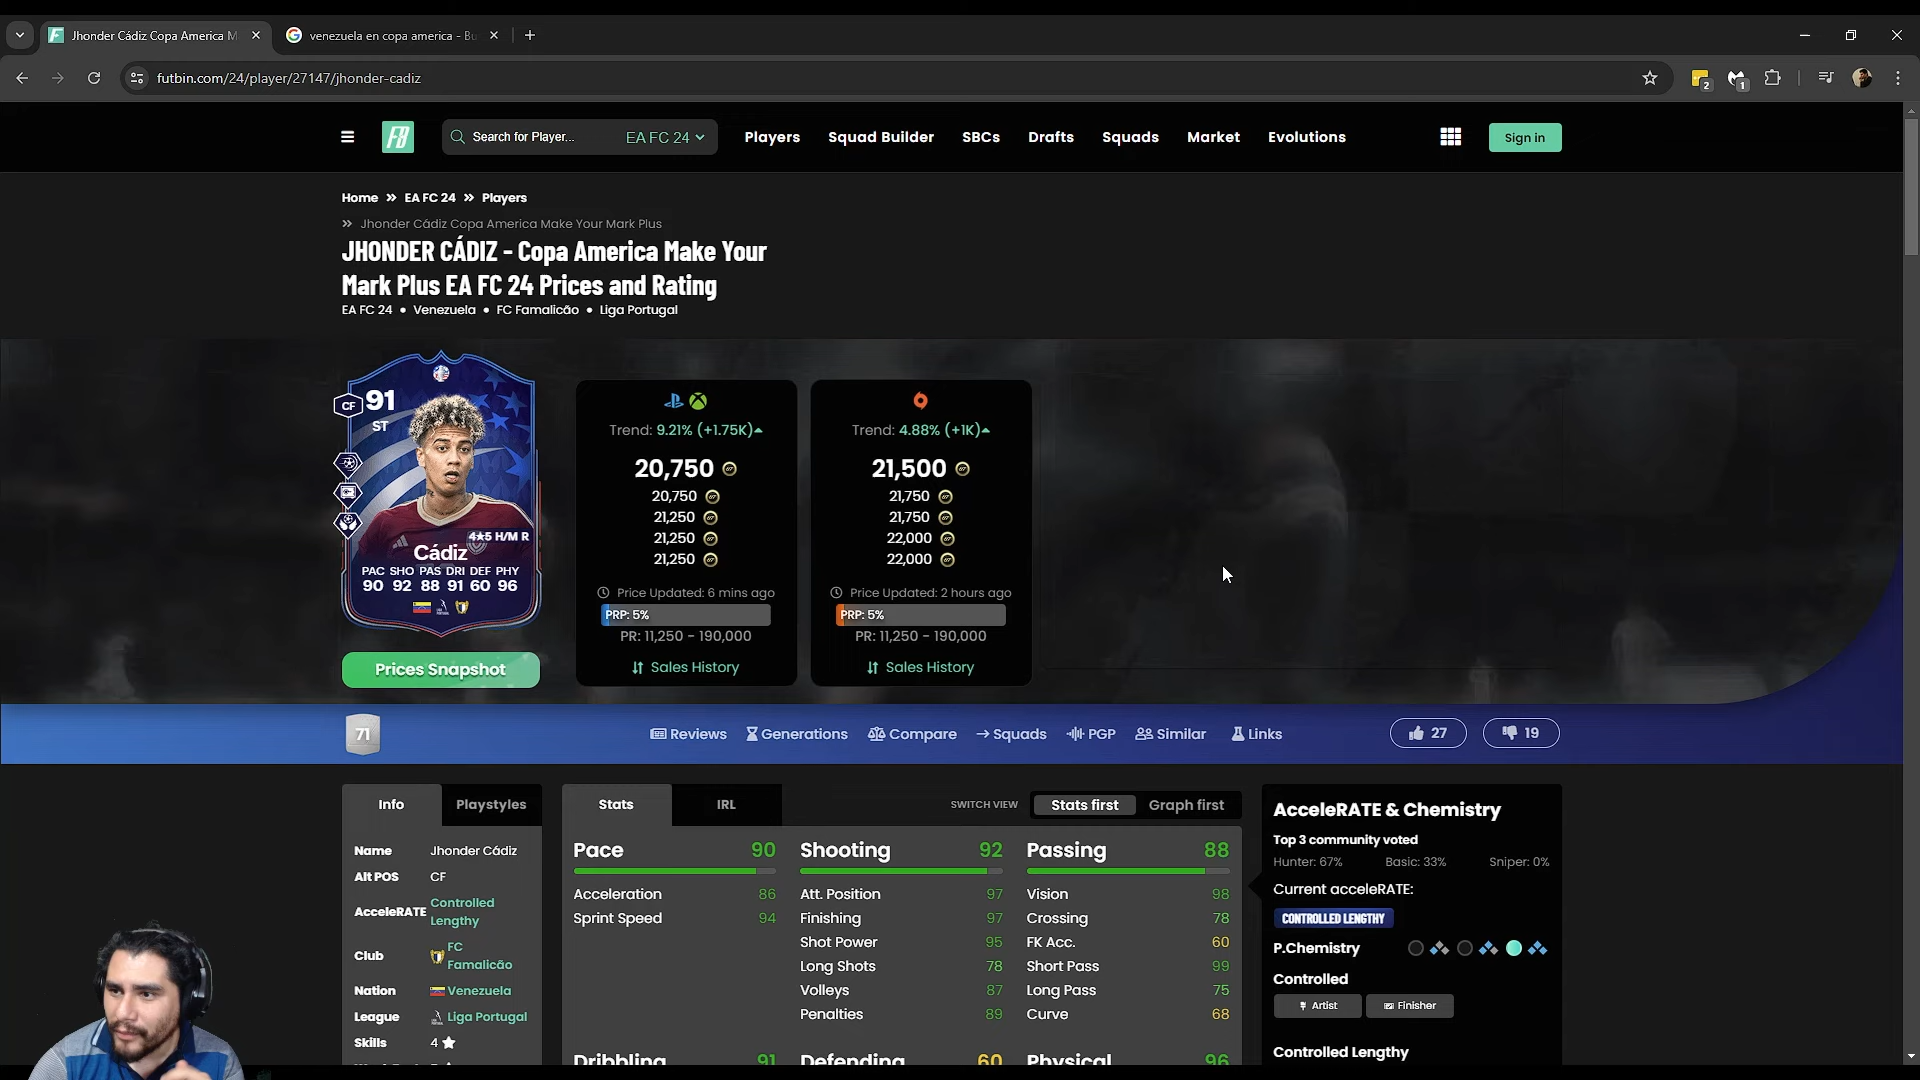 Jhonder Cádiz Copa America M
venezuela en copa america - Bu
futbin.com/24/player/27147/jhonder-cadiz
2
1
FB
Search for Player...
EA FC 24
Players
Squad Builder
SBCs
Drafts
Squads
Market
Evolutions
Sign in
Home » EA FC 24 » Players
» Jhonder Cádiz Copa America Make Your Mark Plus
JHONDER CÁDIZ - Copa America Make Your
Mark Plus EA FC 24 Prices and Rating
EA FC 24 • Venezuela • FC Famalicão • Liga Portugal
CF
91
ST
4★5 H/M R
Cádiz
PAC SHO PAS DRI DEF PHY
90 92 88 91 60 96
Prices Snapshot
Trend: 9.21% (+1.75K)
20,750
20,750
21,250
21,250
21,250
Price Updated: 6 mins ago
PRP: 5%
PR: 11,250 - 190,000
Sales History
Trend: 4.88% (+1K)
21,500
21,750
21,750
22,000
22,000
Price Updated: 2 hours ago
PRP: 5%
PR: 11,250 - 190,000
Sales History
71
Reviews
Generations
Compare
Squads
PGP
Similar
Links
27
19
Info
Playstyles
Name Jhonder Cádiz
Alt POS CF
AcceleRATE Controlled
Lengthy
Club FC
Famalicão
Nation Venezuela
League Liga Portugal
Skills 4 ★
Stats
IRL
SWITCH VIEW
Stats first
Graph first
Pace 90
Acceleration 86
Sprint Speed 94
Shooting 92
Att. Position 97
Finishing 97
Shot Power 95
Long Shots 78
Volleys 87
Penalties 89
Passing 88
Vision 98
Crossing 78
FK Acc. 60
Short Pass 99
Long Pass 75
Curve 68
Dribbling 91
Defending 60
Physical 96
AcceleRATE & Chemistry
Top 3 community voted
Hunter: 67% Basic: 33% Sniper: 0%
Current acceleRATE:
CONTROLLED LENGTHY
P.Chemistry
Controlled
Artist
Finisher
Controlled Lengthy